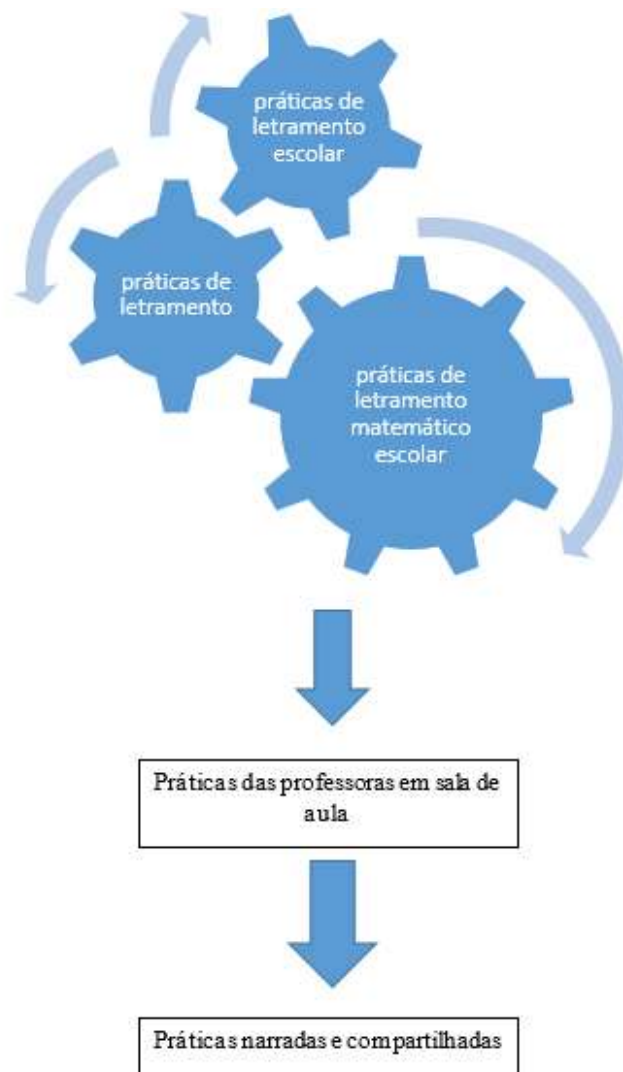 práticas de
letramento
escolar
práticas de
letramento
práticas de
letramento
matemático
escolar
Práticas das professoras em sala de
aula
Práticas narradas e compartilhadas